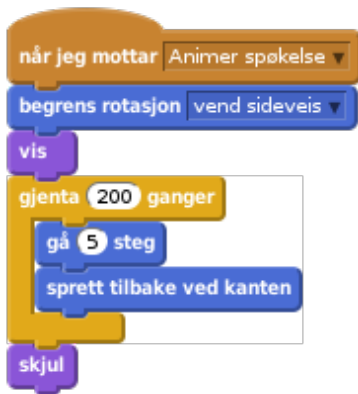 når jeg mottar Animer spøkelse
begrens rotasjon vend sideveis
vis
gjenta 200 ganger
gå 5 steg
sprett tilbake ved kanten
skjul